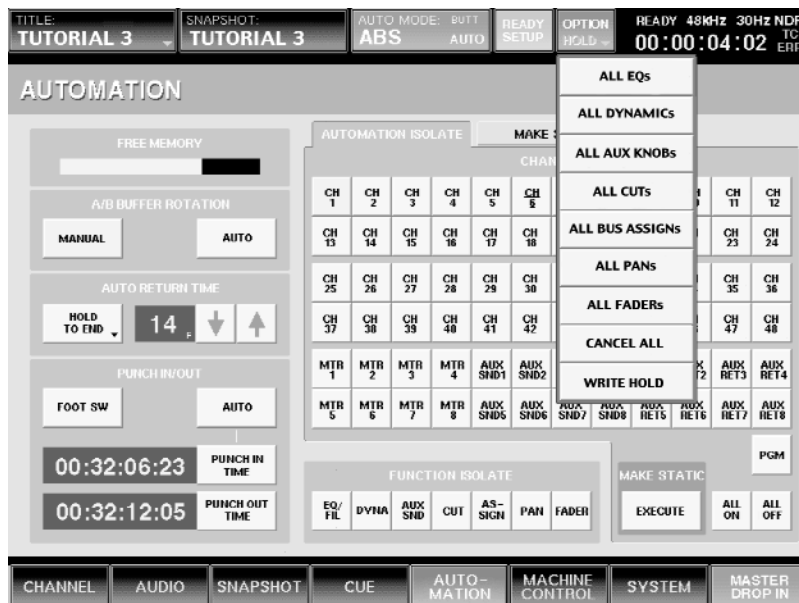 TITLE: SNAPSHOT: AUTO MODE: BUTT READY OPTION READY 48kHz 30Hz NDF
TUTORIAL 3 TUTORIAL 3 ABS AUTO SETUP HOLD 00:00:04:02 TC
AUTOMATION
ALL EQs
ALL DYNAMICs
ALL AUX KNOBs
ALL CUTs
ALL BUS ASSIGNs
ALL PANs
ALL FADERs
CANCEL ALL
WRITE HOLD
FREE MEMORY
A/B BUFFER ROTATION
MANUAL AUTO
AUTO RETURN TIME
HOLD TO END 14 F
PUNCH IN/OUT
FOOT SW AUTO
00:32:06:23 PUNCH IN TIME
00:32:12:05 PUNCH OUT TIME
AUTOMATION ISOLATE MAKE
CHAN
CH 1 CH 2 CH 3 CH 4 CH 5 CH 6 CH 11 CH 12
CH 13 CH 14 CH 15 CH 16 CH 17 CH 18 CH 23 CH 24
CH 25 CH 26 CH 27 CH 28 CH 29 CH 30 CH 35 CH 36
CH 37 CH 38 CH 39 CH 40 CH 41 CH 42 CH 47 CH 48
MTR 1 MTR 2 MTR 3 MTR 4 AUX SND1 AUX SND2 AUX RET3 AUX RET4
MTR 5 MTR 6 MTR 7 MTR 8 AUX SND5 AUX SND6 AUX SND7 AUX SND8 AUX RET5 AUX RET6 AUX RET7 AUX RET8
PGM
FUNCTION ISOLATE
EQ/FIL DYNA AUX SND CUT AS-SIGN PAN FADER
MAKE STATIC
EXECUTE ALL ON ALL OFF
CHANNEL AUDIO SNAPSHOT CUE AUTO-MATION MACHINE CONTROL SYSTEM MASTER DROP IN